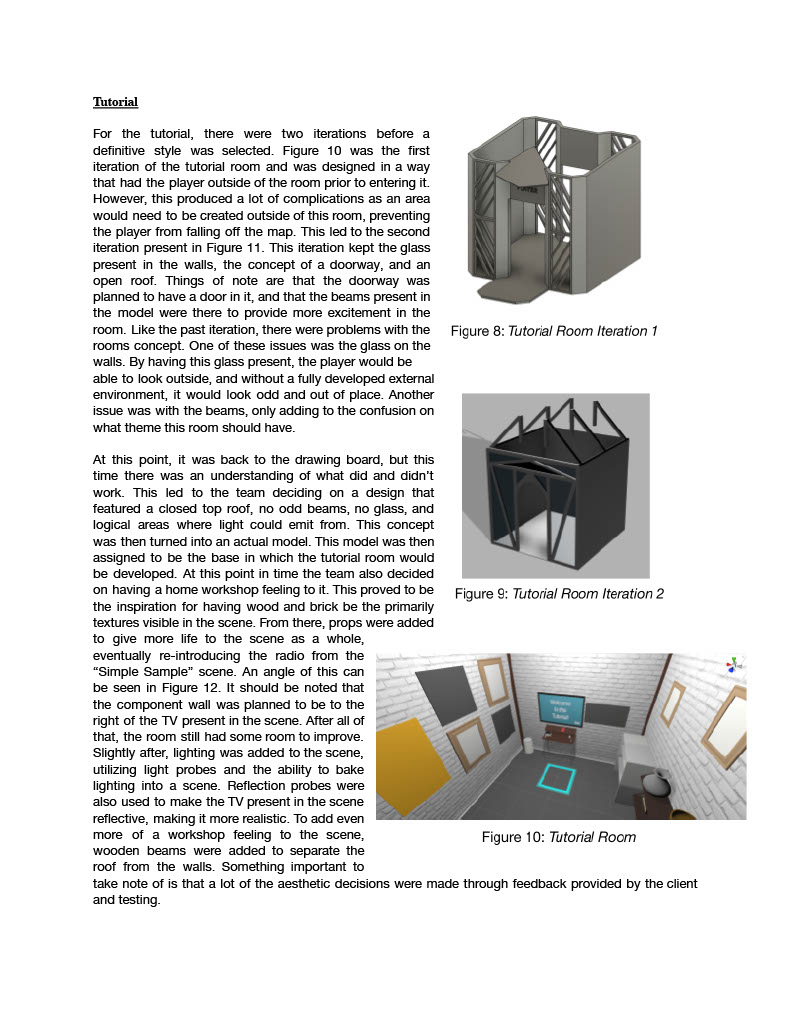 Tutorial
For the tutorial, there were two iterations before a
definitive style was selected. Figure 10 was the first
iteration of the tutorial room and was designed in a way
that had the player outside of the room prior to entering it.
However, this produced a lot of complications as an area
would need to be created outside of this room, preventing
the player from falling off the map. This led to the second
iteration present in Figure 11. This iteration kept the glass
present in the walls, the concept of a doorway, and an
open roof. Things of note are that the doorway was
planned to have a door in it, and that the beams present in
the model were there to provide more excitement in the
room. Like the past iteration, there were problems with the
rooms concept. One of these issues was the glass on the
walls. By having this glass present, the player would be
able to look outside, and without a fully developed external
environment, it would look odd and out of place. Another
issue was with the beams, only adding to the confusion on
what theme this room should have.
Figure 8: Tutorial Room Iteration 1
At this point, it was back to the drawing board, but this
time there was an understanding of what did and didn't
work. This led to the team deciding on a design that
featured a closed top roof, no odd beams, no glass, and
logical areas where light could emit from. This concept
was then turned into an actual model. This model was then
assigned to be the base in which the tutorial room would
be developed. At this point in time the team also decided
on having a home workshop feeling to it. This proved to be
the inspiration for having wood and brick be the primarily
textures visible in the scene. From there, props were added
to give more life to the scene as a whole,
eventually re-introducing the radio from the
“Simple Sample” scene. An angle of this can
be seen in Figure 12. It should be noted that
the component wall was planned to be to the
right of the TV present in the scene. After all of
that, the room still had some room to improve.
Slightly after, lighting was added to the scene,
utilizing light probes and the ability to bake
lighting into a scene. Reflection probes were
also used to make the TV present in the scene
reflective, making it more realistic. To add even
more of a workshop feeling to the scene,
wooden beams were added to separate the
roof from the walls. Something important to
take note of is that a lot of the aesthetic decisions were made through feedback provided by the client
and testing.
Figure 9: Tutorial Room Iteration 2
Welcome
to the
Tutorial!
Figure 10: Tutorial Room